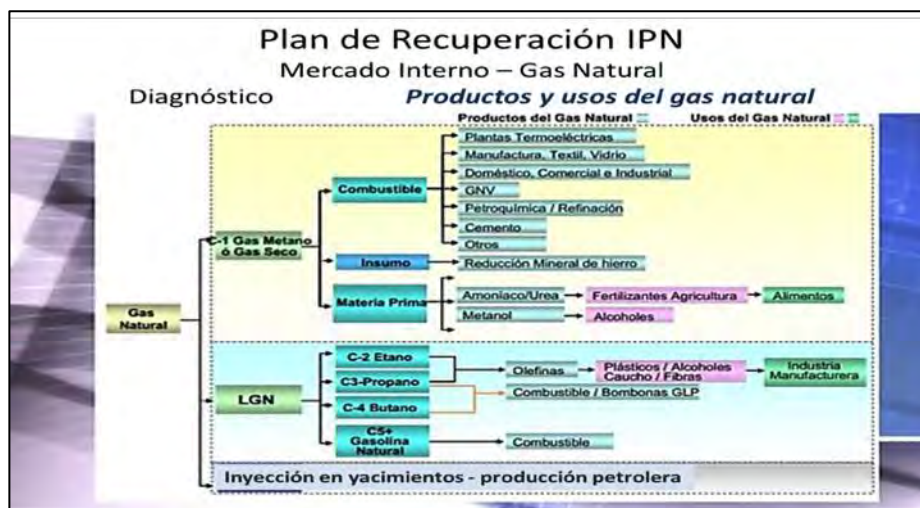 Plan de Recuperación IPN
Mercado Interno – Gas Natural
Diagnóstico
Productos y usos del gas natural
Productos del Gas Natural
Usos del Gas Natural
Gas
Natural
C-1 Gas Metano
ó Gas Seco
Combustible
Plantas Termoeléctricas
Manufactura, Textil, Vidrio
Doméstico, Comercial e Industrial
GNV
Petroquímica / Refinación
Cemento
Otros
Insumo
Reducción Mineral de hierro
Materia Prima
Amoníaco/Urea
Fertilizantes Agricultura
Alimentos
Metanol
Alcoholes
LGN
C-2 Etano
C3-Propano
C-4 Butano
C5+
Gasolina
Natural
Olefinas
Plásticos / Alcoholes
Caucho / Fibras
Industria
Manufacturera
Combustible / Bombonas GLP
Combustible
Inyección en yacimientos - producción petrolera